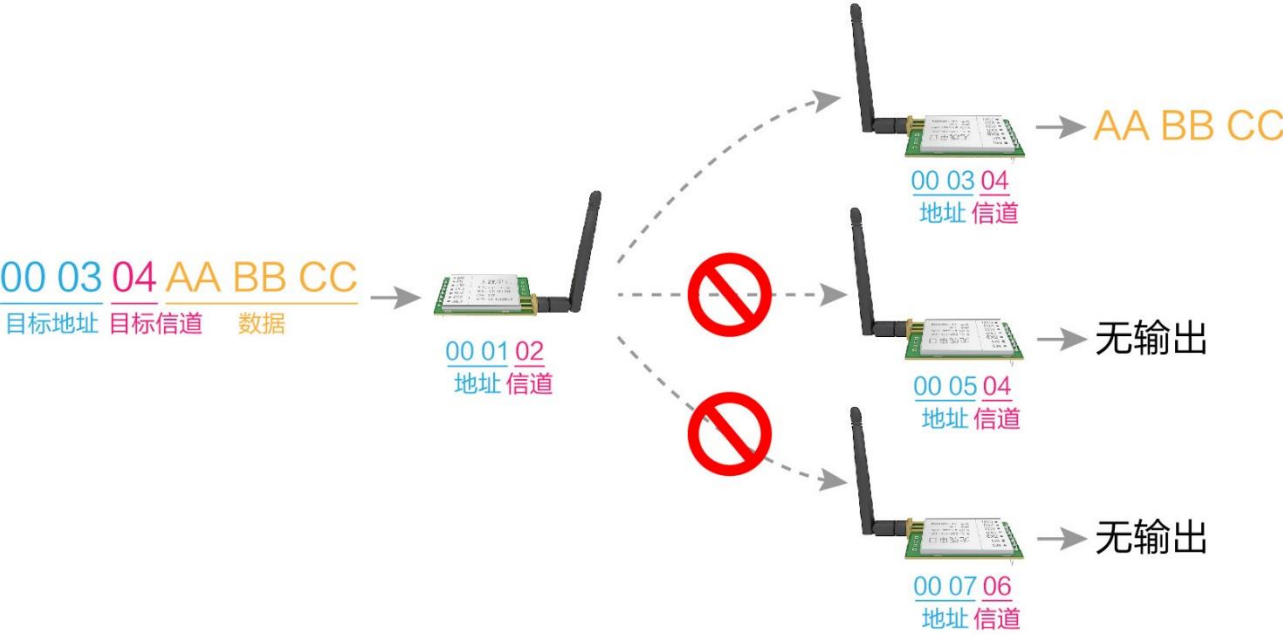 AA BB CC
00 03 04
地址 信道
00 03 04 AA BB CC
目标地址 目标信道 数据
00 01 02
地址 信道
无输出
00 05 04
地址 信道
无输出
00 07 06
地址 信道